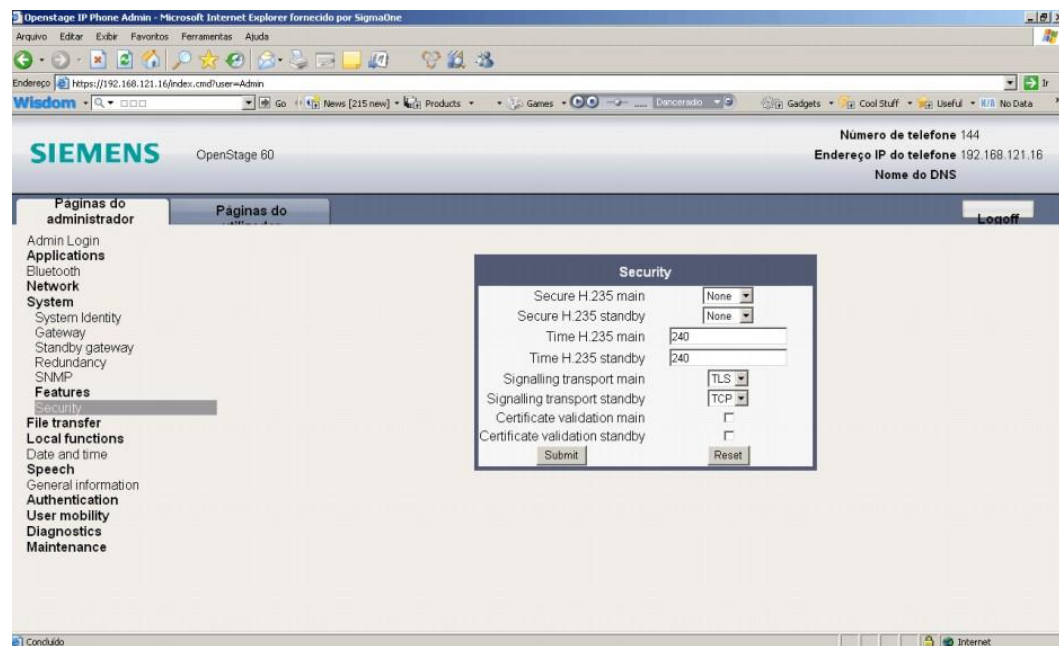 Openstage IP Phone Admin - Microsoft Internet Explorer fornecido por SigmaOne
Arquivo Editar Exibir Favoritos Ferramentas Ajuda
Endereço https://192.168.121.16/index.cmd?user=Admin Ir
Wisdom Go News [215 new] Products Games Danceradio Gadgets Cool Stuff Useful No Data
Número de telefone 144
SIEMENS OpenStage 60 Endereço IP do telefone 192.168.121.16
Nome do DNS
Páginas do administrador
Páginas do
Logoff
Admin Login
Applications
Bluetooth
Network
System
System Identity
Gateway
Standby gateway
Redundancy
SNMP
Features
Security
File transfer
Local functions
Date and time
Speech
General information
Authentication
User mobility
Diagnostics
Maintenance
Security
Secure H.235 main None
Secure H.235 standby None
Time H.235 main 240
Time H.235 standby 240
Signalling transport main TLS
Signalling transport standby TCP
Certificate validation main
Certificate validation standby
Submit Reset
Concluído Internet